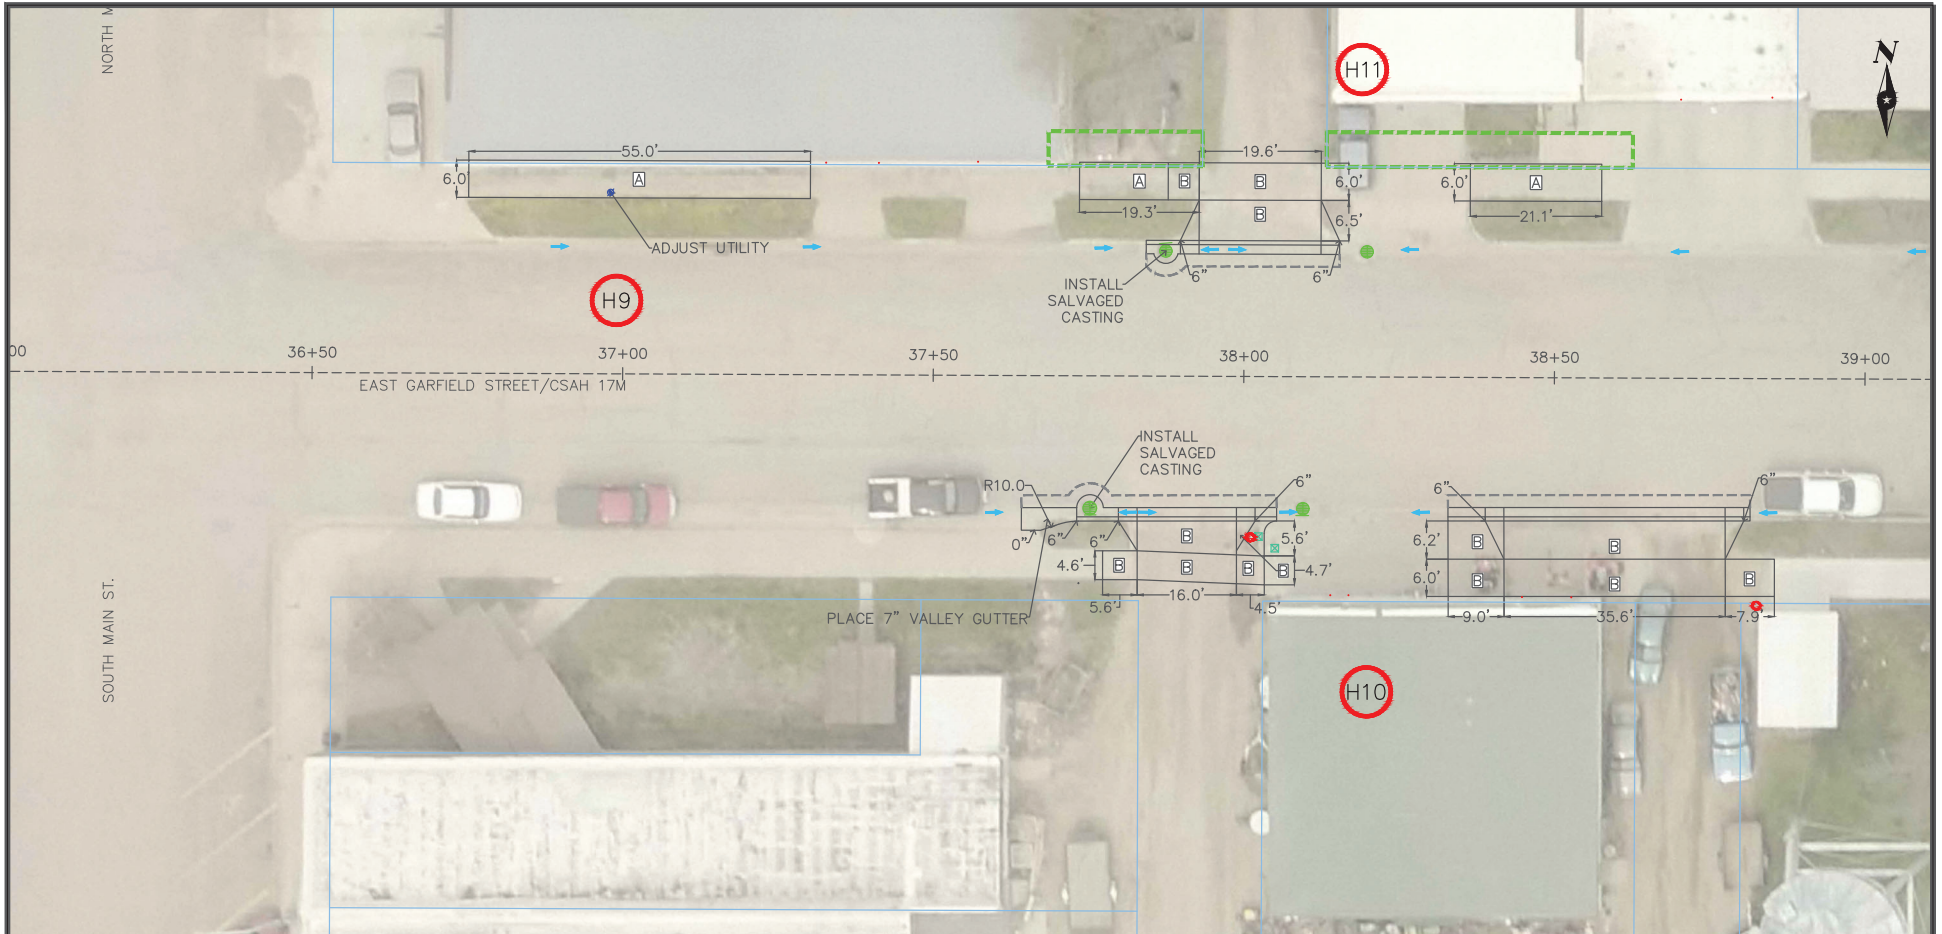 NORTH M
H11
N
55.0'
6.0'
A
ADJUST UTILITY
19.6'
A
B
B
6.0'
19.3'
B
6.5'
6.0'
A
21.1'
6"
6"
INSTALL
SALVAGED
CASTING
H9
00
36+50
37+00
37+50
38+00
38+50
39+00
EAST GARFIELD STREET/CSAH 17M
INSTALL
SALVAGED
CASTING
R10.0
6"
0"
6"
6"
B
5.6'
4.6'
B
B
B
B
4.7'
5.6'
16.0'
4.5'
PLACE 7" VALLEY GUTTER
6"
6"
6.2'
B
B
6.0'
B
B
B
9.0'
35.6'
7.9'
SOUTH MAIN ST.
H10